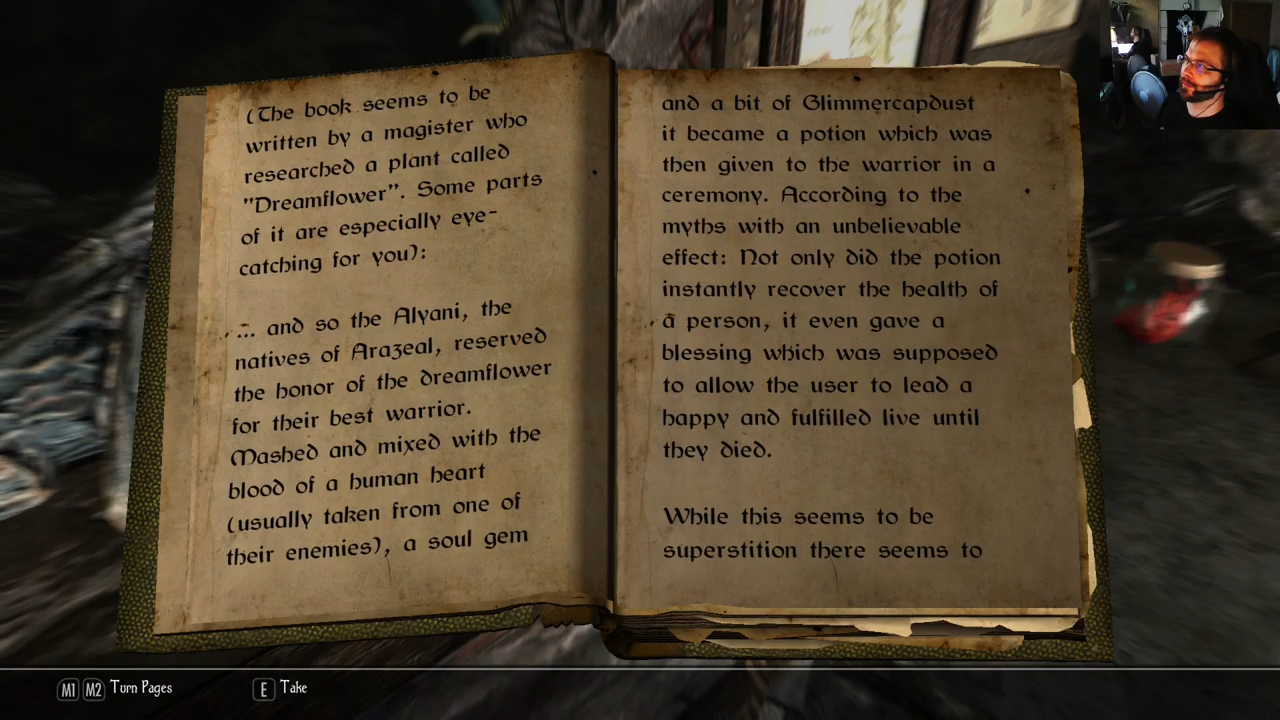 (The book seems to be
written by a magister who
researched a plant called
"Dreamflower". Some parts
of it are especially eye-
catching for you):
... and so the Alyani, the
natives of Arazeal, reserved
the honor of the dreamflower
for their best warrior.
Mashed and mixed with the
blood of a human heart
(usually taken from one of
their enemies), a soul gem
and a bit of Glimmercapdust
it became a potion which was
then given to the warrior in a
ceremony. According to the
myths with an unbelievable
effect: Not only did the potion
instantly recover the health of
a person, it even gave a
blessing which was supposed
to allow the user to lead a
happy and fulfilled live until
they died.
While this seems to be
superstition there seems to
M1 M2 Turn Pages
E Take